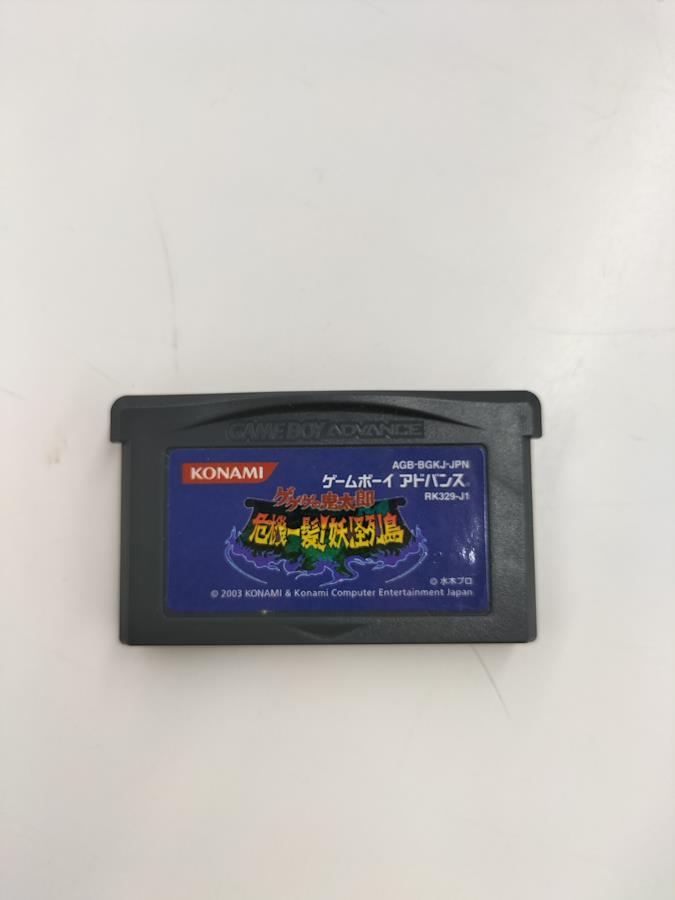 GAME BOY ADVANCE
KONAMI
AGB-BGKJ-JPN
ゲームボーイ アドバンス
RK329-J1
ゲゲゲの鬼太郎
危機一髪!妖怪列島
© 水木プロ
© 2003 KONAMI & Konami Computer Entertainment Japan